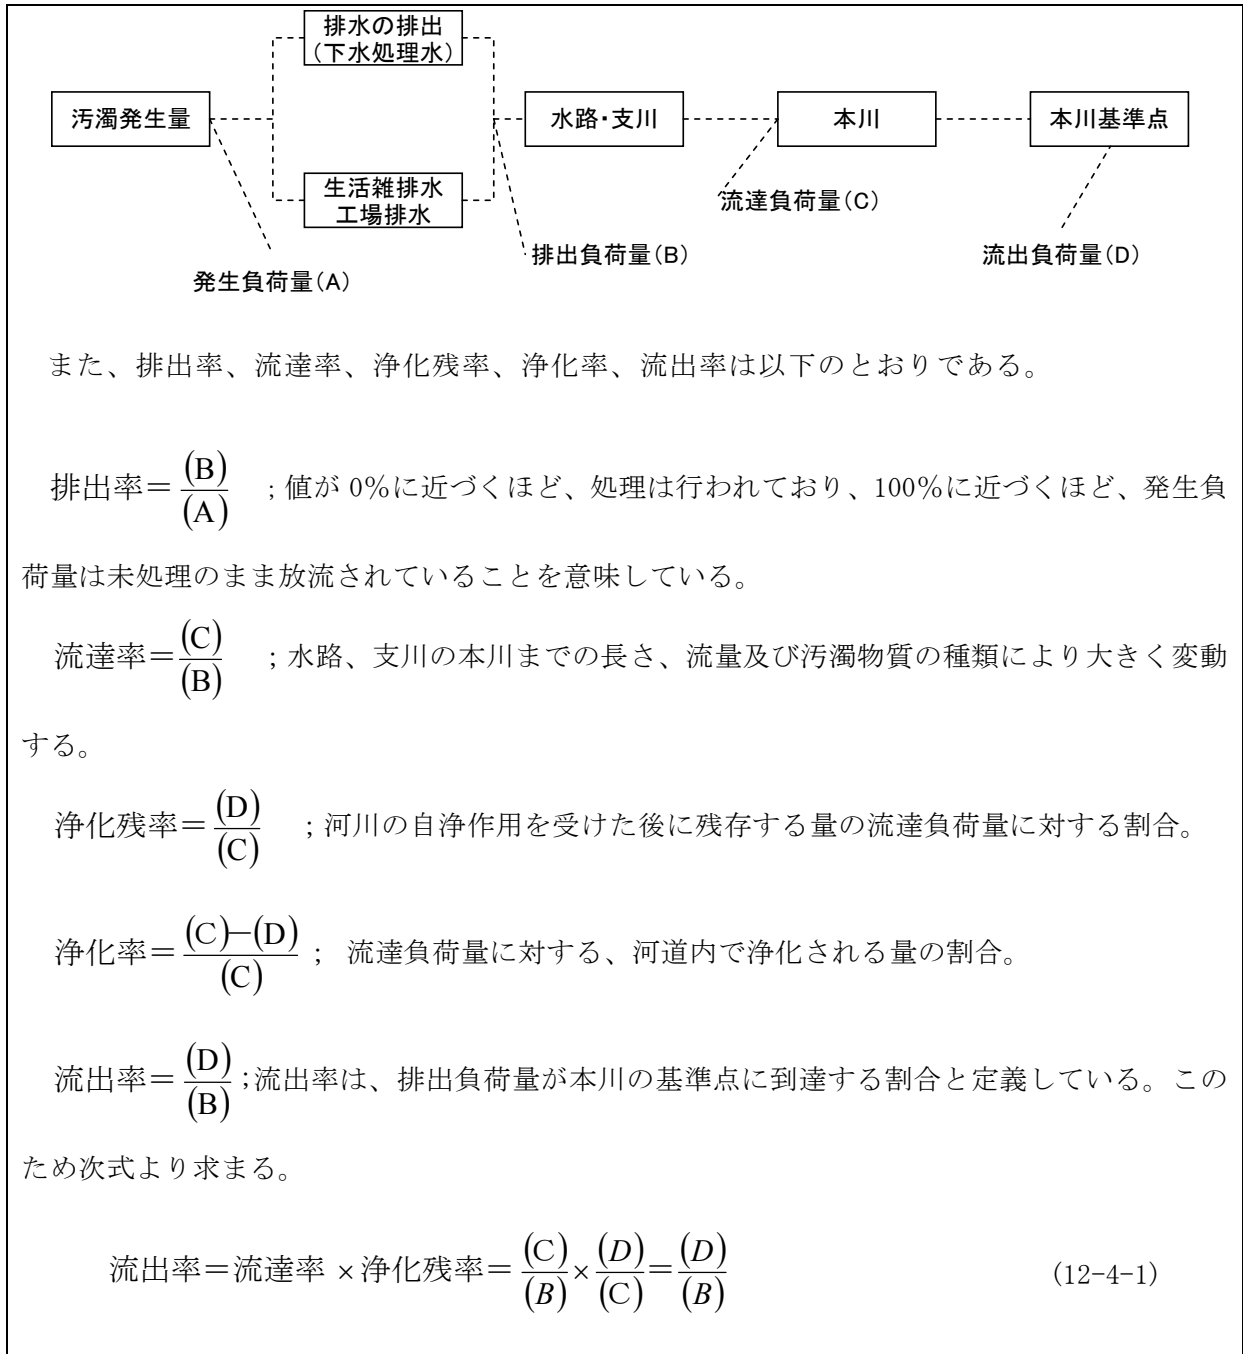 排水の排出
(下水処理水)
汚濁発生量
水路・支川
本川
本川基準点
生活雑排水
工場排水
流達負荷量(C)
排出負荷量(B)
流出負荷量(D)
発生負荷量(A)
また、排出率、流達率、浄化残率、浄化率、流出率は以下のとおりである。
排出率＝(B)/(A) ；値が 0％に近づくほど、処理は行われており、100％に近づくほど、発生負
荷量は未処理のまま放流されていることを意味している。
流達率＝(C)/(B) ；水路、支川の本川までの長さ、流量及び汚濁物質の種類により大きく変動
する。
浄化残率＝(D)/(C) ；河川の自浄作用を受けた後に残存する量の流達負荷量に対する割合。
浄化率＝(C)－(D)/(C) ； 流達負荷量に対する、河道内で浄化される量の割合。
流出率＝(D)/(B) ；流出率は、排出負荷量が本川の基準点に到達する割合と定義している。この
ため次式より求まる。
流出率＝流達率 ×浄化残率＝(C)/(B)×(D)/(C)＝(D)/(B) (12-4-1)